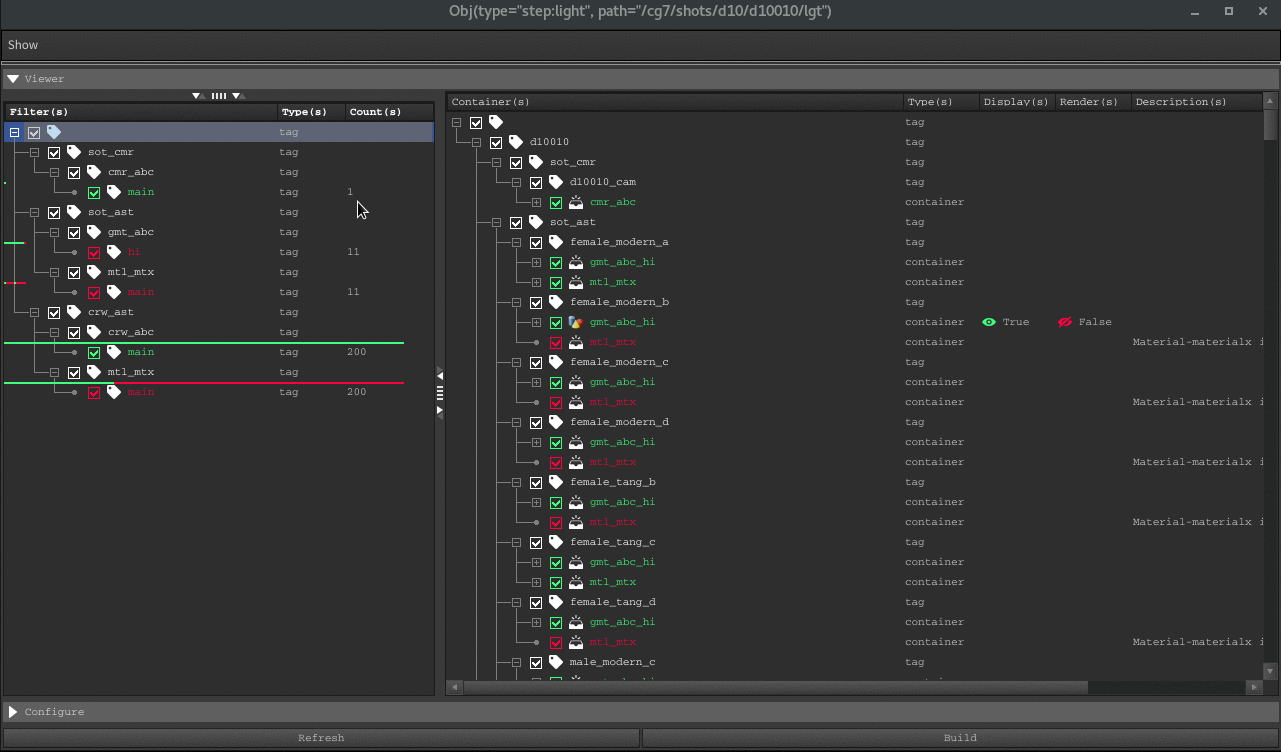 Obj(type="step:light", path="/cg7/shots/d10/d10010/lgt")
Show
Viewer
Filter(s) Type(s) Count(s)
tag
sot_cmr tag
cmr_abc tag
main tag 1
sot_ast tag
gmt_abc tag
hi tag 11
mtl_mtx tag
main tag 11
crw_ast tag
crw_abc tag
main tag 200
mtl_mtx tag
main tag 200
Container(s) Type(s) Display(s) Render(s) Description(s)
tag
d10010 tag
sot_cmr tag
d10010_cam tag
cmr_abc container
sot_ast tag
female_modern_a tag
gmt_abc_hi container
mtl_mtx container
female_modern_b tag
gmt_abc_hi container True False
mtl_mtx container Material-materialx i
female_modern_c tag
gmt_abc_hi container
mtl_mtx container Material-materialx i
female_modern_d tag
gmt_abc_hi container
mtl_mtx container Material-materialx i
female_tang_b tag
gmt_abc_hi container
mtl_mtx container Material-materialx i
female_tang_c tag
gmt_abc_hi container
mtl_mtx container
female_tang_d tag
gmt_abc_hi container
mtl_mtx container Material-materialx i
male_modern_c tag
Configure
Refresh Build